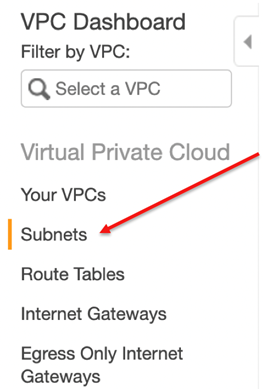 VPC Dashboard
Filter by VPC:
Select a VPC
Virtual Private Cloud
Your VPCs
Subnets
Route Tables
Internet Gateways
Egress Only Internet
Gateways